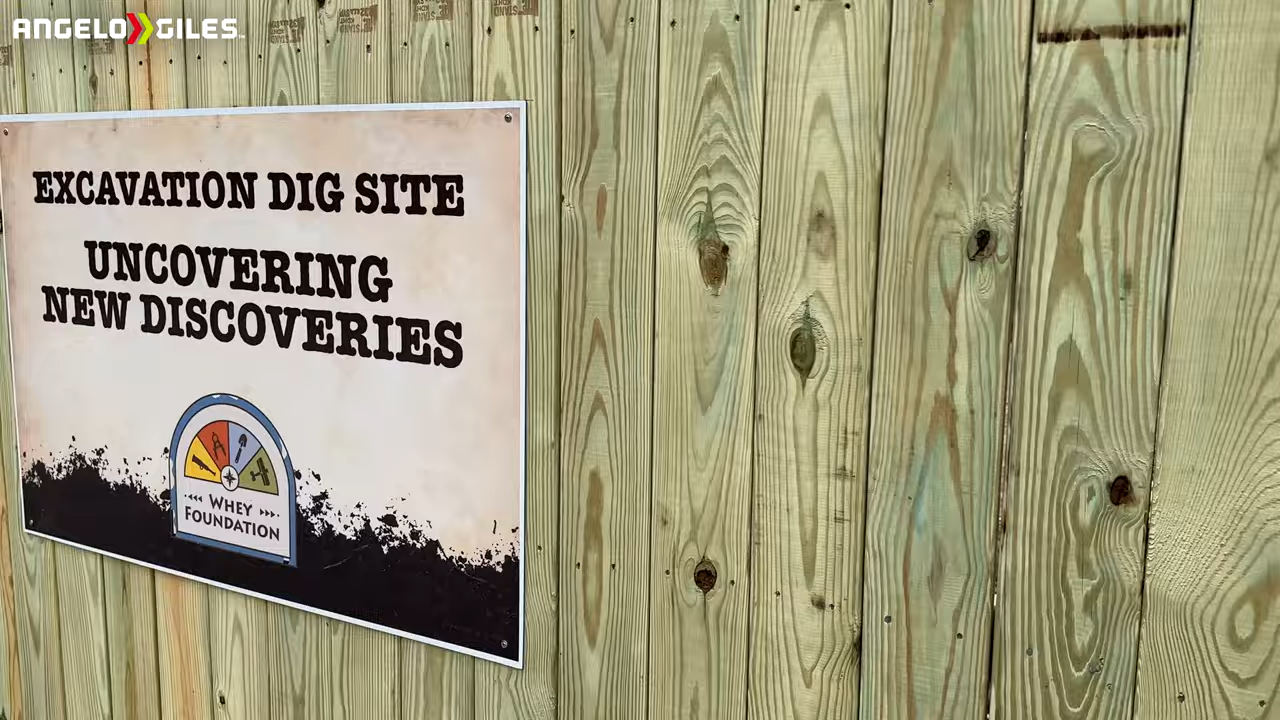 ANGELO GILES
EXCAVATION DIG SITE
UNCOVERING
NEW DISCOVERIES
WHEY
FOUNDATION